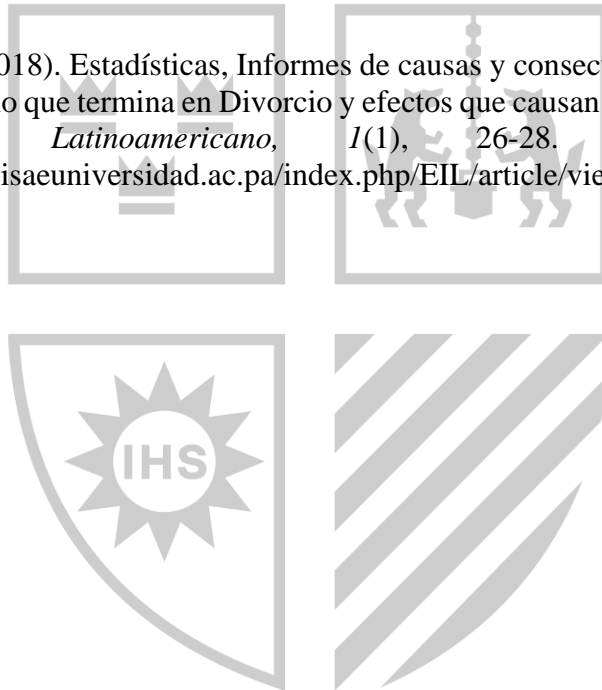 018). Estadísticas, Informes de causas y consec
o que termina en Divorcio y efectos que causan
Latinoamericano, 1(1), 26-28.
isaeuniversidad.ac.pa/index.php/EIL/article/vie
IHS